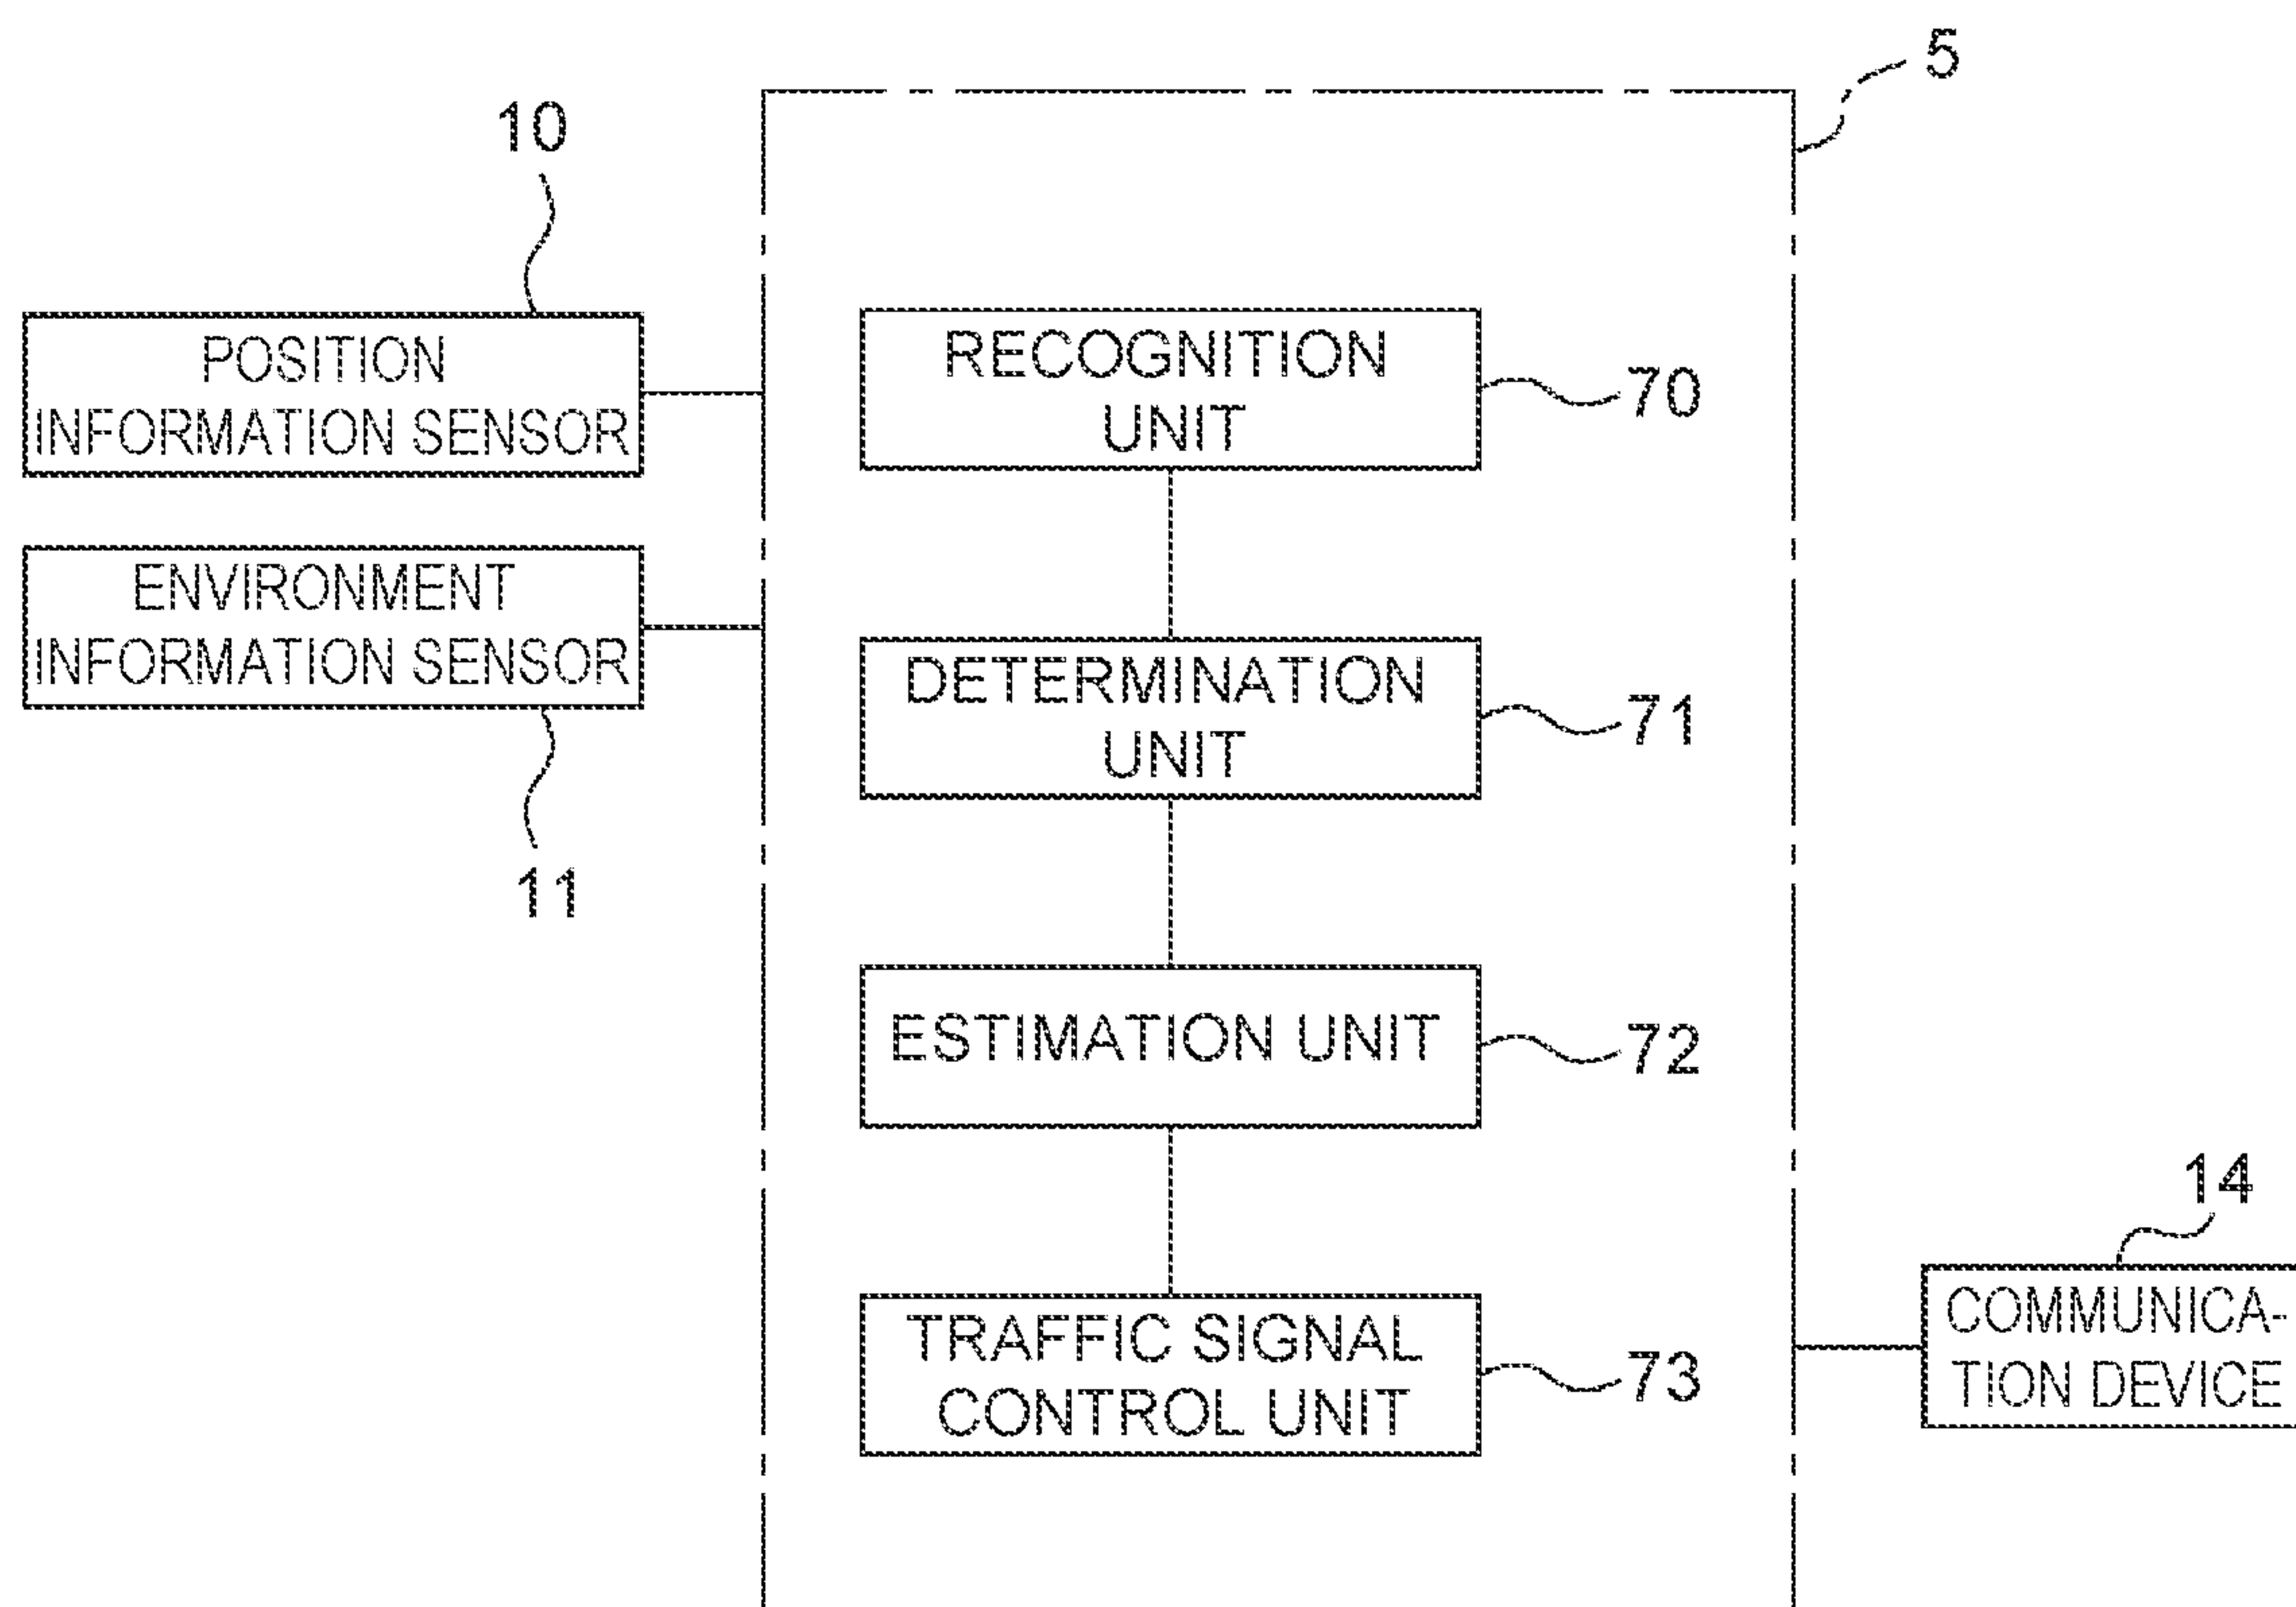 5
10
POSITION
INFORMATION SENSOR
RECOGNITION
UNIT
70
ENVIRONMENT
INFORMATION SENSOR
11
DETERMINATION
UNIT
71
ESTIMATION UNIT
72
TRAFFIC SIGNAL
CONTROL UNIT
73
14
COMMUNICA-
TION DEVICE